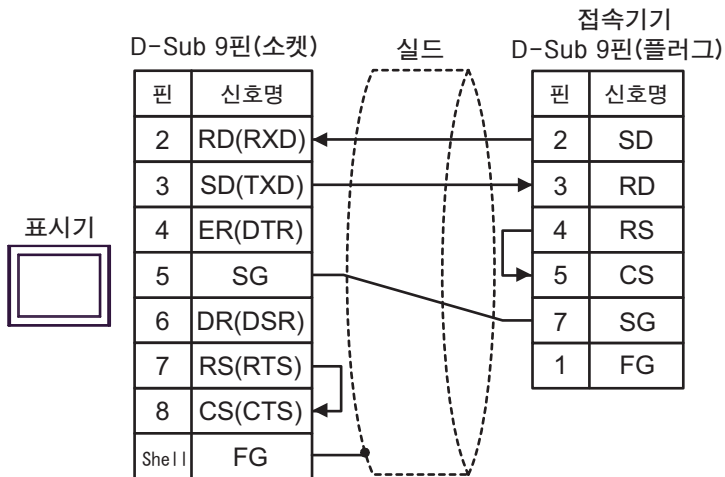 접속기기
D-Sub 9핀(소켓)
실드
D-Sub 9핀(플러그)
표시기
핀 신호명
2 RD(RXD)
3 SD(TXD)
4 ER(DTR)
5 SG
6 DR(DSR)
7 RS(RTS)
8 CS(CTS)
Shell FG
핀 신호명
2 SD
3 RD
4 RS
5 CS
7 SG
1 FG